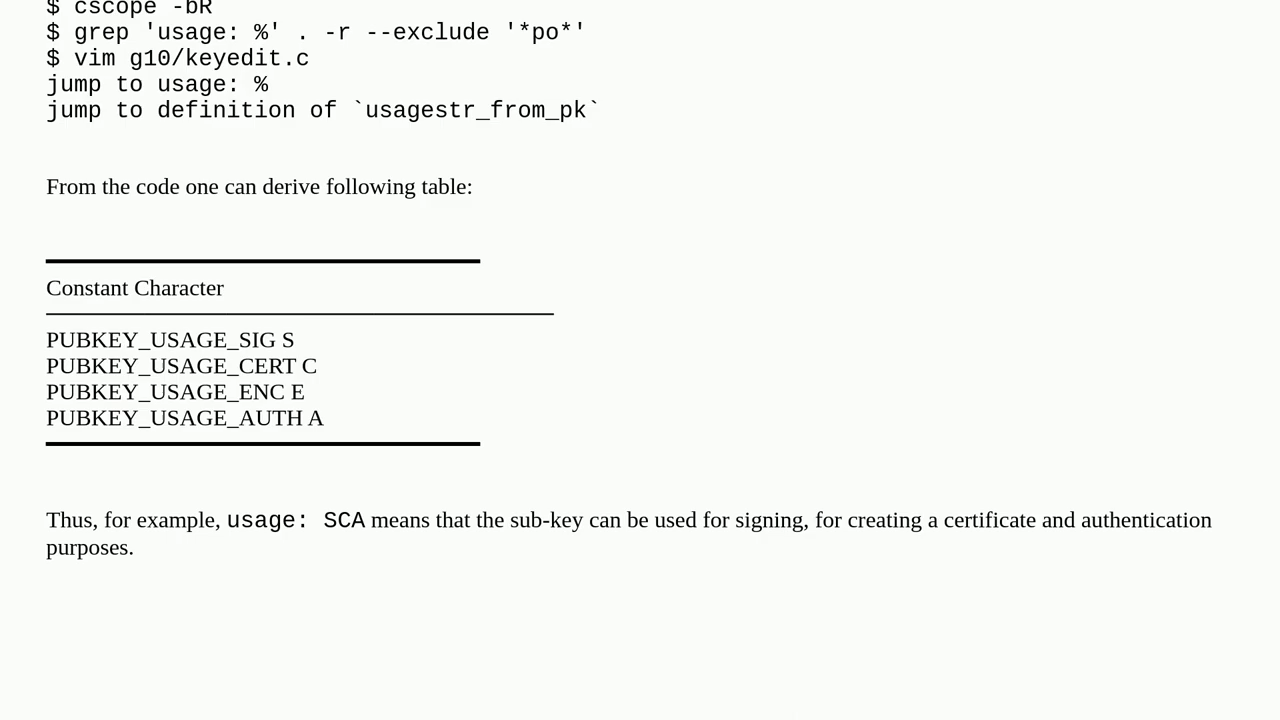 $ cscope -bR
$ grep 'usage: %' . -r --exclude '*po*'
$ vim g10/keyedit.c
jump to usage: %
jump to definition of `usagestr_from_pk`
From the code one can derive following table:
Constant Character
PUBKEY_USAGE_SIG S
PUBKEY_USAGE_CERT C
PUBKEY_USAGE_ENC E
PUBKEY_USAGE_AUTH A
Thus, for example, usage: SCA means that the sub-key can be used for signing, for creating a certificate and authentication
purposes.